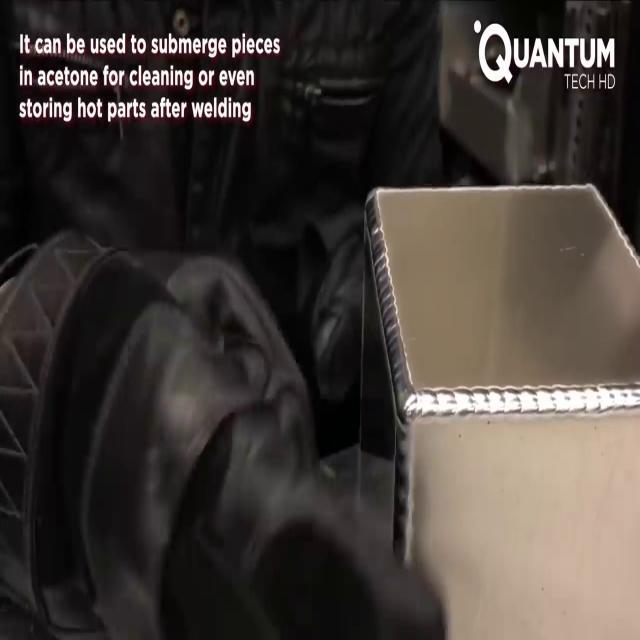 It can be used to submerge pieces
in acetone for cleaning or even
storing hot parts after welding
QUANTUM
TECH HD